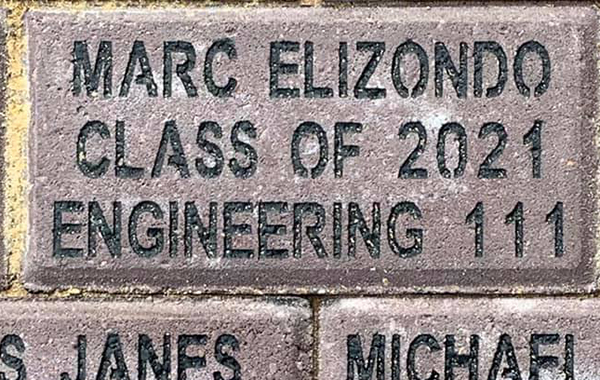 MARC ELIZONDO
CLASS OF 2021
ENGINEERING 111
S JANES MICHAEL